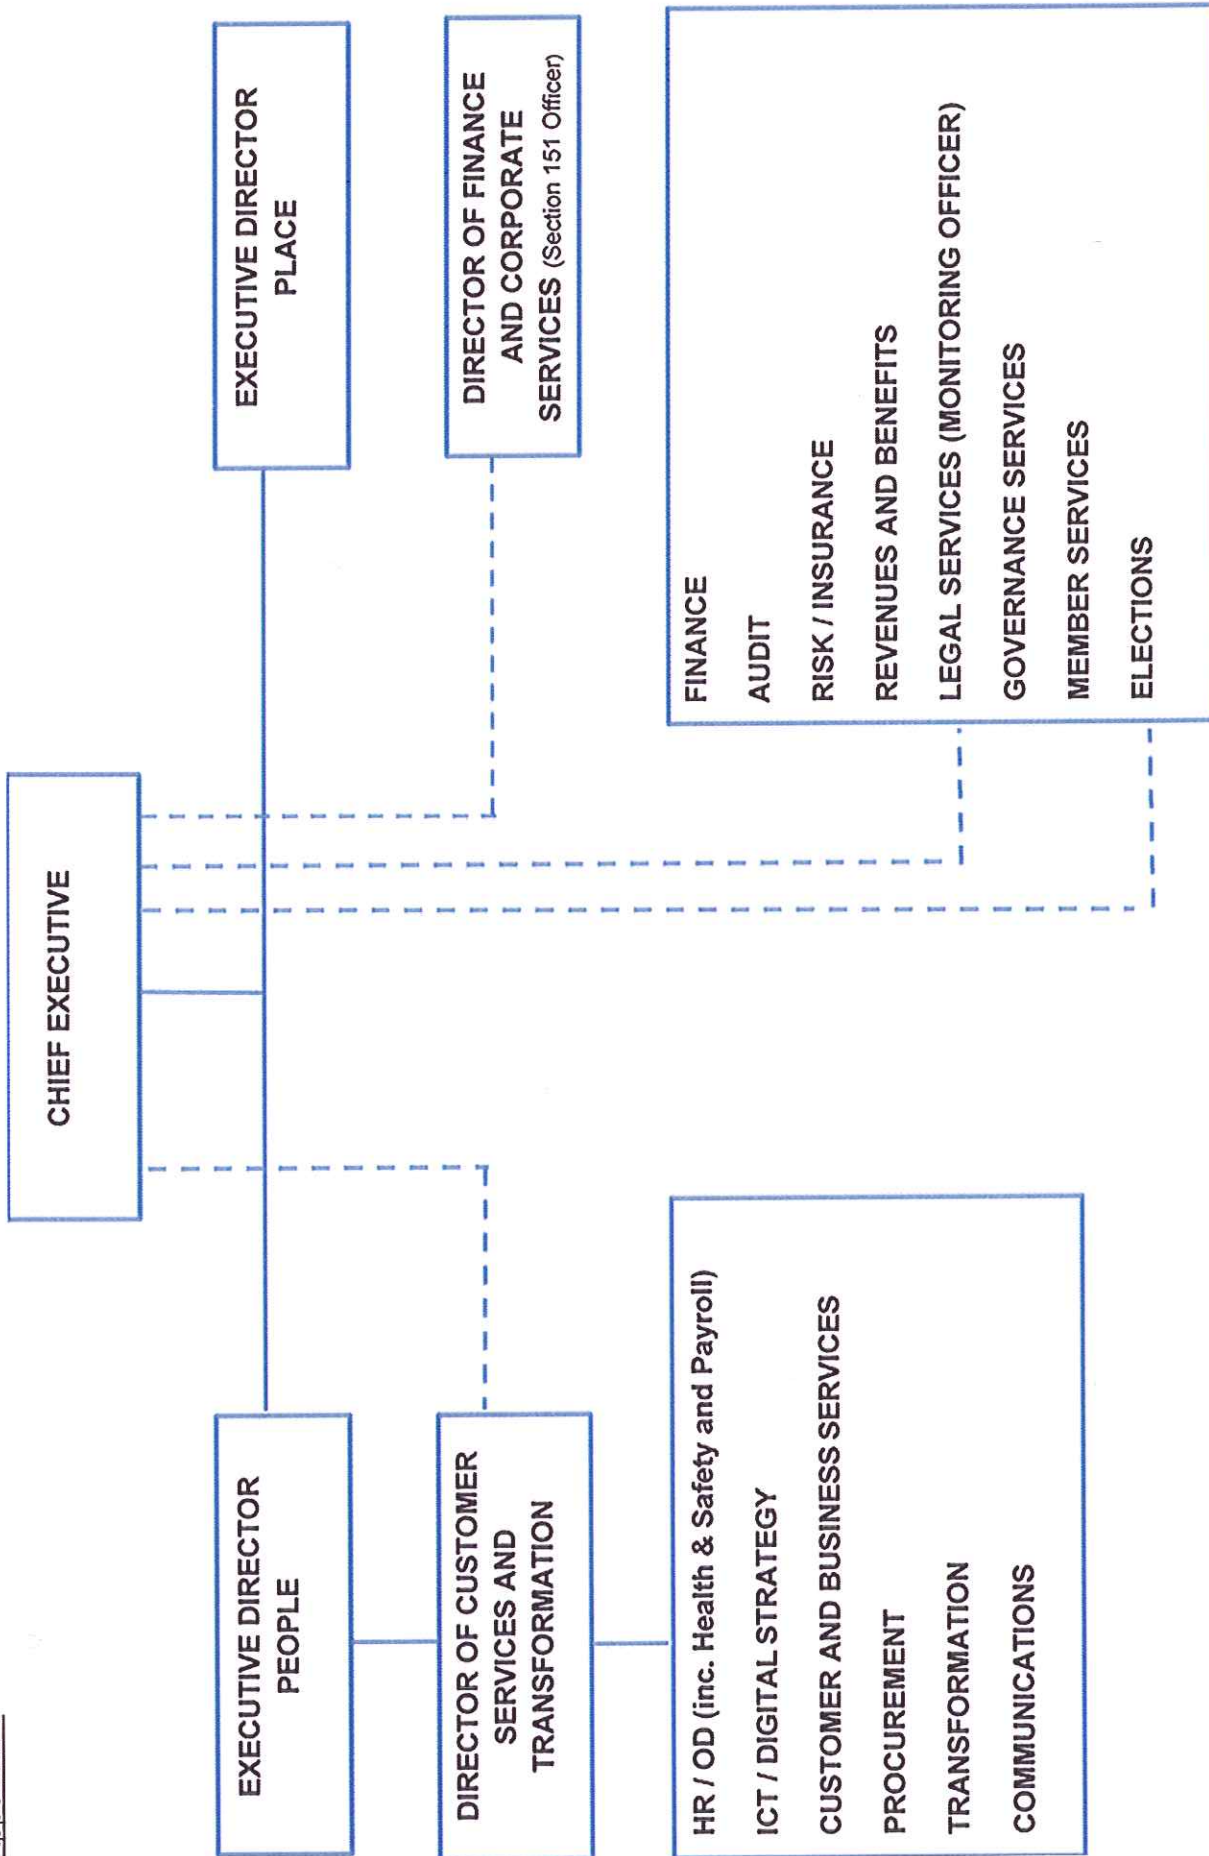 CHIEF EXECUTIVE
EXECUTIVE DIRECTOR
PEOPLE
EXECUTIVE DIRECTOR
PLACE
DIRECTOR OF CUSTOMER
SERVICES AND
TRANSFORMATION
DIRECTOR OF FINANCE
AND CORPORATE
SERVICES (Section 151 Officer)
HR / OD (inc. Health & Safety and Payroll)
ICT / DIGITAL STRATEGY
CUSTOMER AND BUSINESS SERVICES
PROCUREMENT
TRANSFORMATION
COMMUNICATIONS
FINANCE
AUDIT
RISK / INSURANCE
REVENUES AND BENEFITS
LEGAL SERVICES (MONITORING OFFICER)
GOVERNANCE SERVICES
MEMBER SERVICES
ELECTIONS